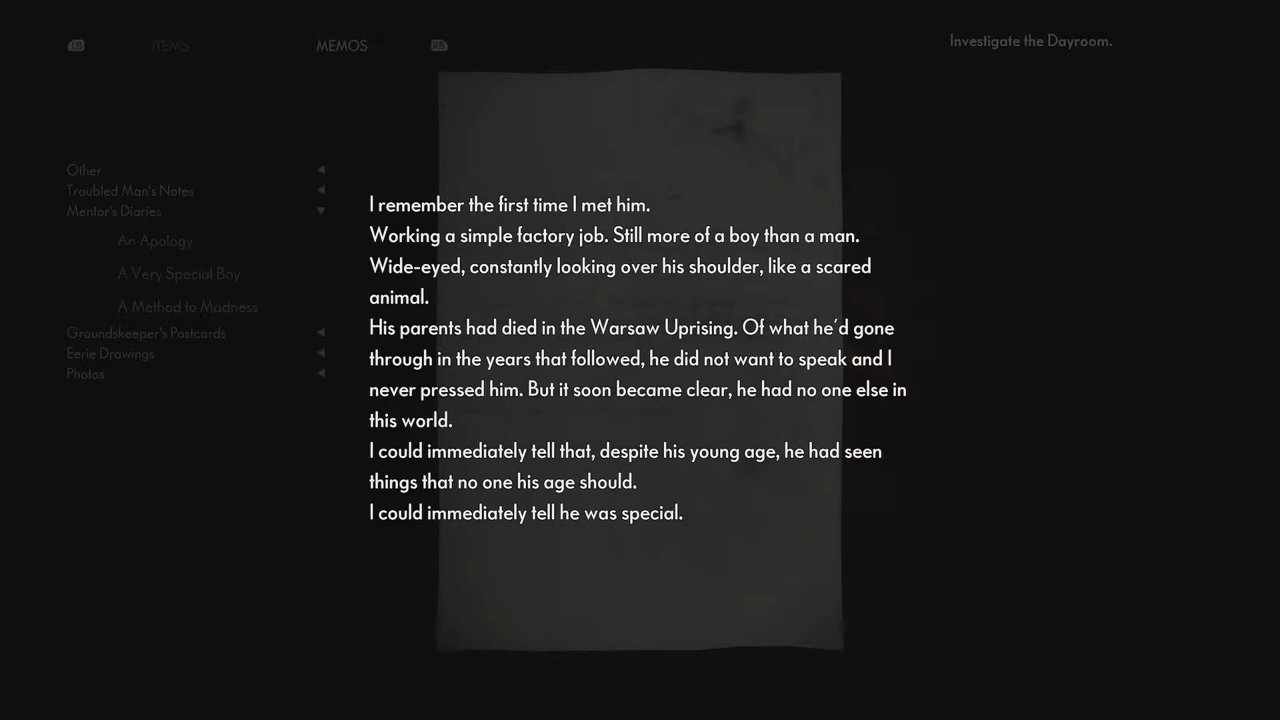 LB ITEMS MEMOS RB
Investigate the Dayroom.
Other
Troubled Man's Notes
Mentor's Diaries
An Apology
A Very Special Boy
A Method to Madness
Groundskeeper's Postcards
Eerie Drawings
Photos
I remember the first time I met him.
Working a simple factory job. Still more of a boy than a man.
Wide-eyed, constantly looking over his shoulder, like a scared
animal.
His parents had died in the Warsaw Uprising. Of what he'd gone
through in the years that followed, he did not want to speak and I
never pressed him. But it soon became clear, he had no one else in
this world.
I could immediately tell that, despite his young age, he had seen
things that no one his age should.
I could immediately tell he was special.